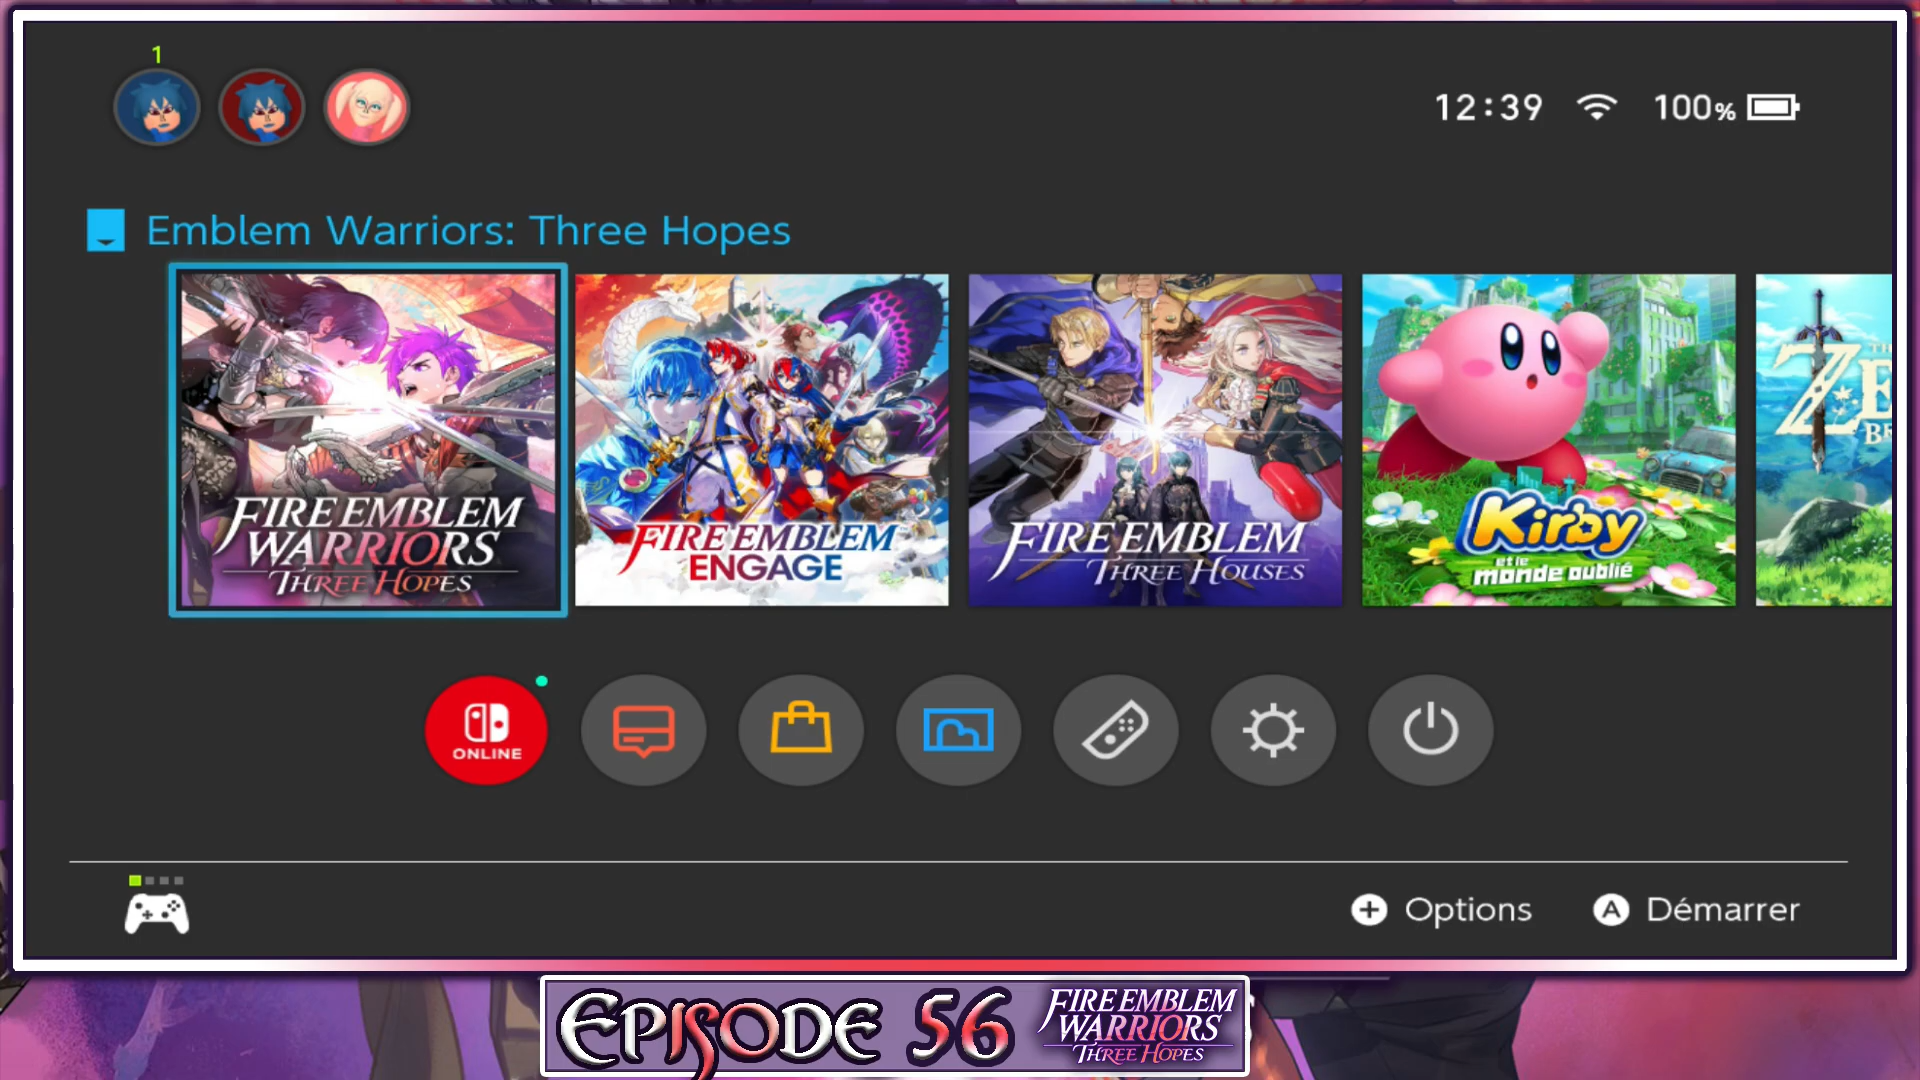 1
12:39
100%
Emblem Warriors: Three Hopes
FIRE EMBLEM
WARRIORS
THREE HOPES
FIRE EMBLEM
ENGAGE
FIRE EMBLEM
THREE HOUSES
Kirby
et le
monde oublié
ONLINE
+ Options
A Démarrer
EPISODE 56
FIRE EMBLEM
WARRIORS
THREE HOPES